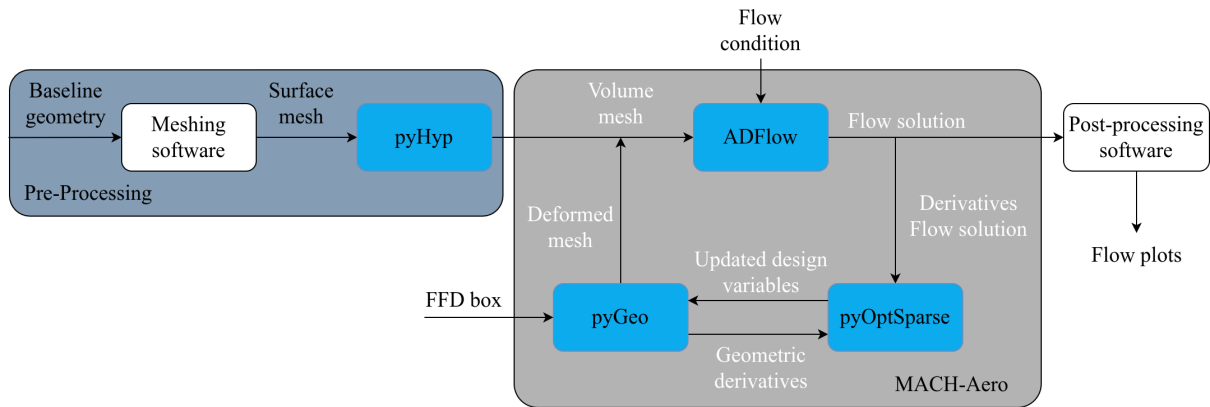 Flow
condition
Baseline
geometry
Meshing
software
Surface
mesh
pyHyp
Pre-Processing
Volume
mesh
ADFlow
Flow solution
Post-processing
software
Flow plots
Derivatives
Flow solution
Deformed
mesh
Updated design
variables
FFD box
pyGeo
pyOptSparse
Geometric
derivatives
MACH-Aero